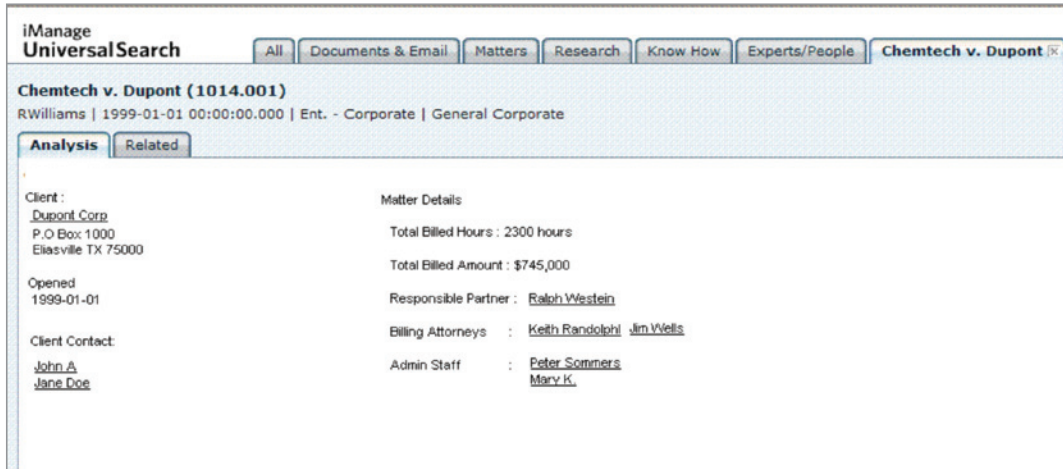 iManage
UniversalSearch
All Documents & Email Matters Research Know How Experts/People Chemtech v. Dupont
Chemtech v. Dupont (1014.001)
RWilliams | 1999-01-01 00:00:00.000 | Ent. - Corporate | General Corporate
Analysis Related
Client :
Dupont Corp
P.O Box 1000
Eliasville TX 75000
Opened
1999-01-01
Client Contact:
John A
Jane Doe
Matter Details
Total Billed Hours : 2300 hours
Total Billed Amount : $745,000
Responsible Partner : Ralph Westein
Billing Attorneys : Keith Randolphl Jim Wells
Admin Staff : Peter Sommers
Mary K.